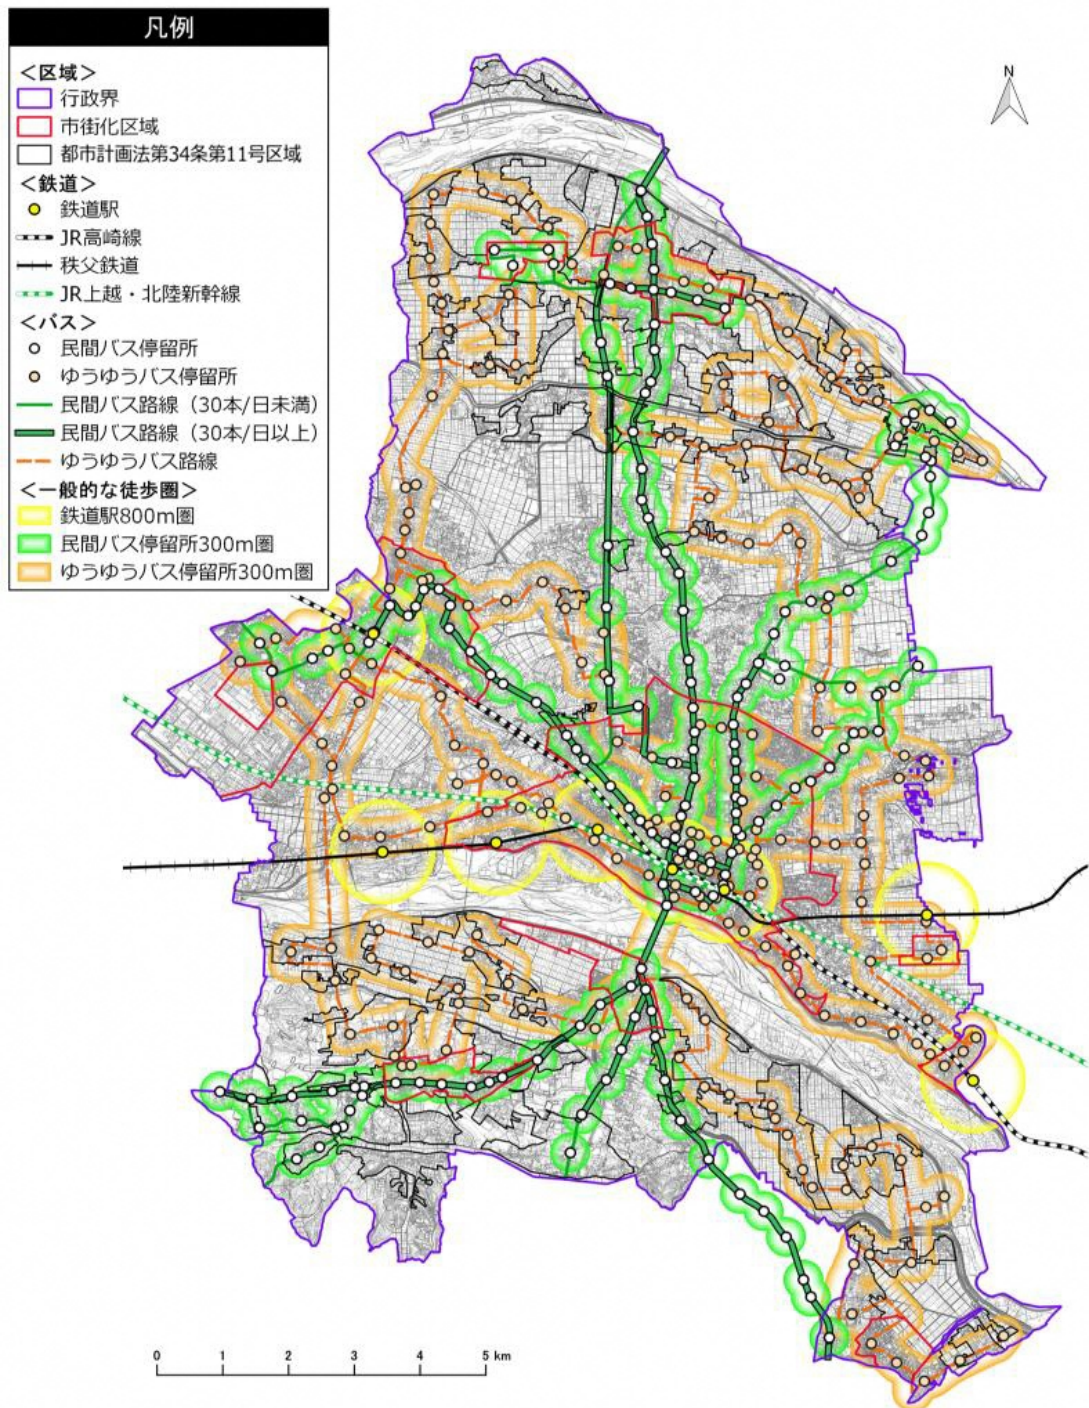 凡例
＜区域＞
行政界
市街化区域
都市計画法第34条第11号区域
＜鉄道＞
鉄道駅
JR高崎線
秩父鉄道
JR上越・北陸新幹線
＜バス＞
民間バス停留所
ゆうゆうバス停留所
民間バス路線（30本/日未満）
民間バス路線（30本/日以上）
ゆうゆうバス路線
＜一般的な徒歩圏＞
鉄道駅800m圏
民間バス停留所300m圏
ゆうゆうバス停留所300m圏
N
0 1 2 3 4 5 km